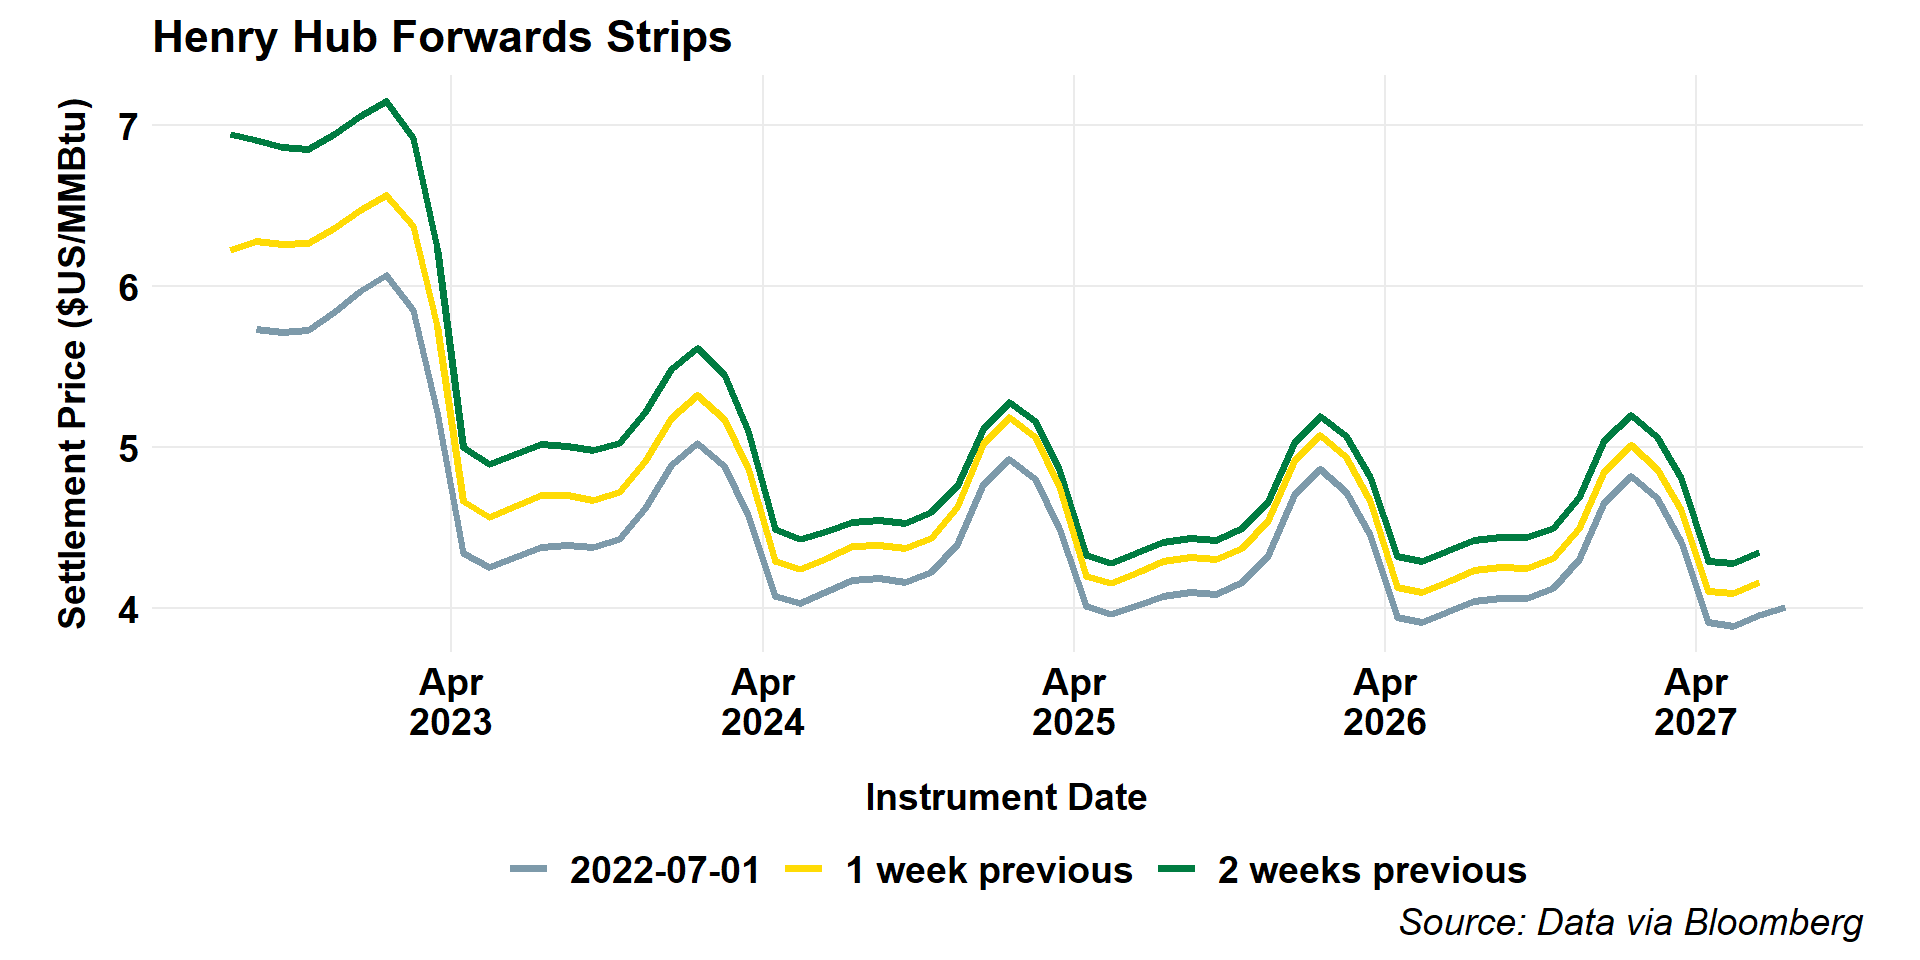 Henry Hub Forwards Strips
Settlement Price ($US/MMBtu)
7
6
5
4
Apr
2023
Apr
2024
Apr
2025
Apr
2026
Apr
2027
Instrument Date
2022-07-01
1 week previous
2 weeks previous
Source: Data via Bloomberg